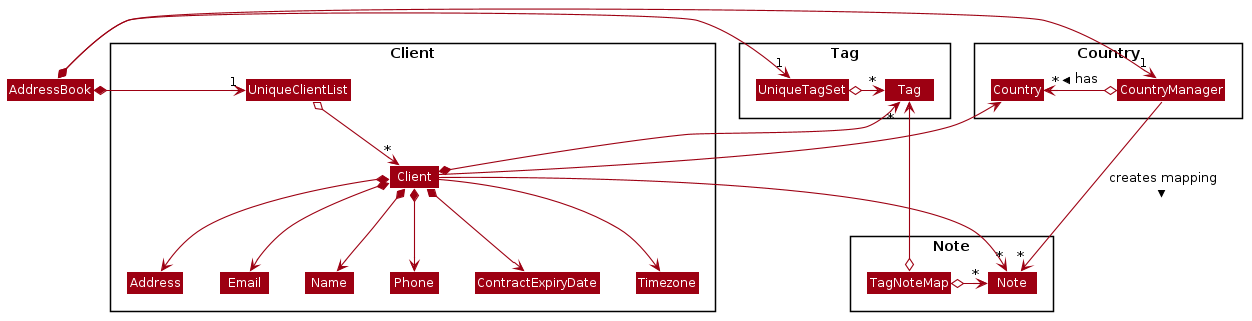 Client
Tag
Country
AddressBook
1
UniqueClientList
1
UniqueTagSet
*
Tag
*
Country
* ◀ has
1
CountryManager
*
Client
creates mapping
▼
Note
Address
Email
Name
Phone
ContractExpiryDate
Timezone
TagNoteMap
*
*
*
Note